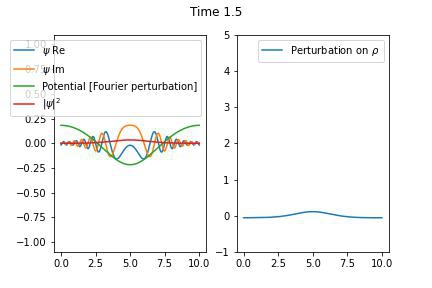 Time 1.5
ψ Re
ψ Im
Potential [Fourier perturbation]
|ψ|²
1.00
0.75
0.50
0.25
0.00
−0.25
−0.50
−0.75
−1.00
0.0 2.5 5.0 7.5 10.0
Perturbation on ρ
5
4
3
2
1
0
−1
0.0 2.5 5.0 7.5 10.0